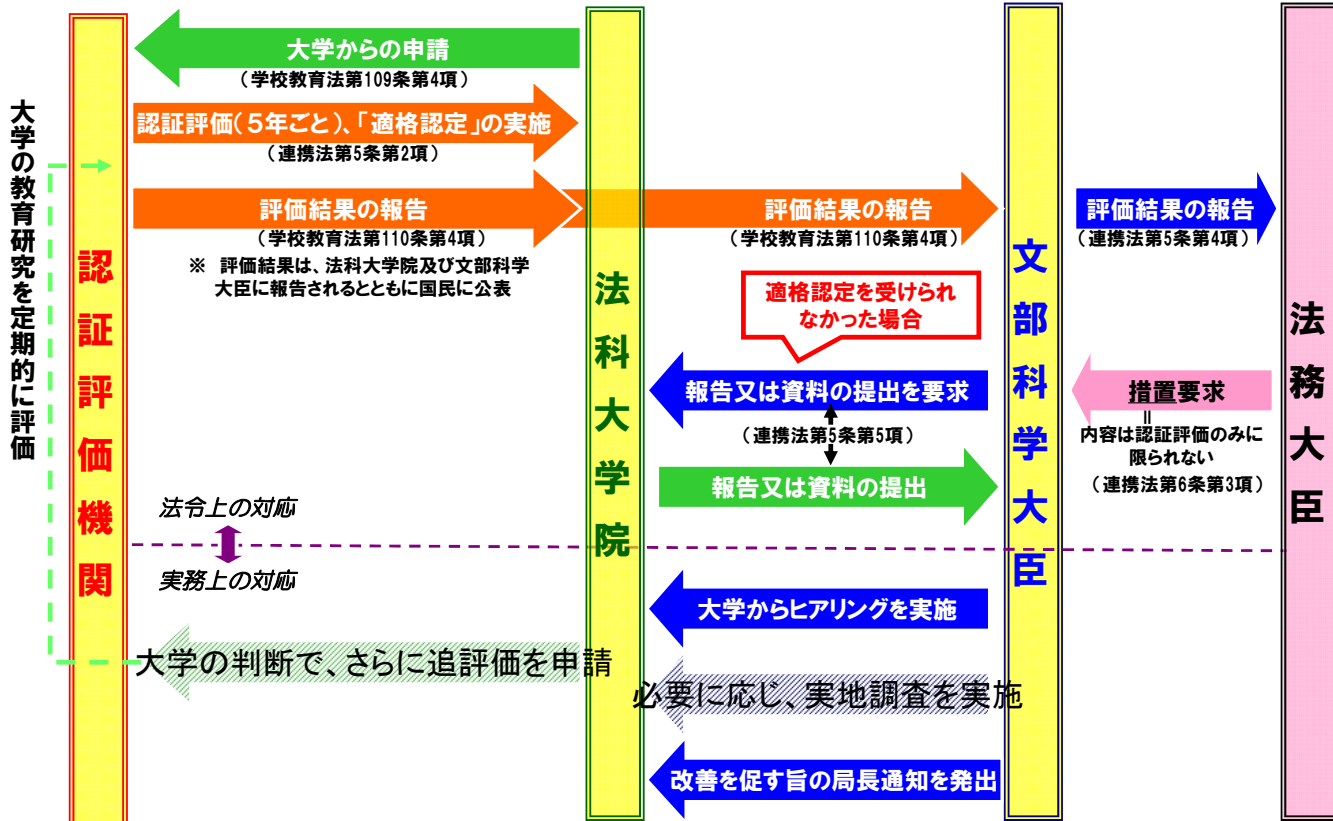 大学からの申請
（学校教育法第109条第4項）
認証評価(５年ごと)、「適格認定」の実施
（連携法第5条第2項）
大学の教育研究を定期的に評価
評価結果の報告
（学校教育法第110条第4項）
※　評価結果は、法科大学院及び文部科学
大臣に報告されるとともに国民に公表
評価結果の報告
（学校教育法第110条第4項）
評価結果の報告
（連携法第5条第4項）
認証評価機関
法科大学院
文部科学大臣
法務大臣
適格認定を受けられ
なかった場合
報告又は資料の提出を要求
（連携法第5条第5項）
報告又は資料の提出
措置要求
＝
内容は認証評価のみに
限られない
（連携法第6条第3項）
法令上の対応
実務上の対応
大学からヒアリングを実施
大学の判断で、さらに追評価を申請
必要に応じ、実地調査を実施
改善を促す旨の局長通知を発出